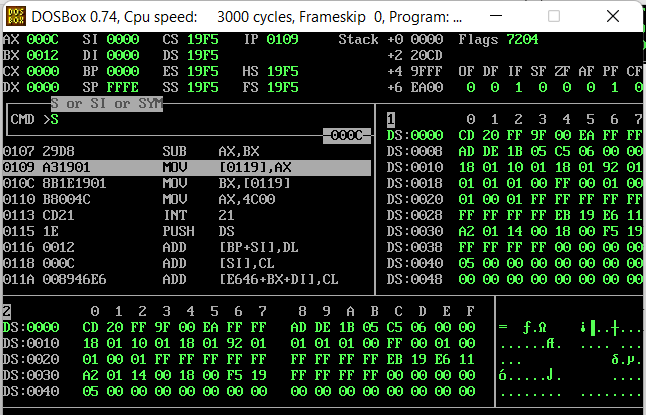 DOSBox 0.74, Cpu speed: 3000 cycles, Frameskip 0, Program: ...
AX 000C SI 0000 CS 19F5 IP 0109 Stack +0 0000 Flags 7204
BX 0012 DI 0000 DS 19F5 +2 20CD
CX 0000 BP 0000 ES 19F5 HS 19F5 +4 9FFF OF DF IF SF ZF AF PF CF
DX 0000 SP FFFE SS 19F5 FS 19F5 +6 EA00 0 0 1 0 0 0 1 0
S or SI or SYM
CMD >S
000C
0107 29D8 SUB AX,BX
0109 A31901 MOV [0119],AX
010C 8B1E1901 MOV BX,[0119]
0110 B8004C MOV AX,4C00
0113 CD21 INT 21
0115 1E PUSH DS
0116 0012 ADD [BP+SI],DL
0118 000C ADD [SI],CL
011A 008946E6 ADD [E646+BX+DI],CL
1 0 1 2 3 4 5 6 7
DS:0000 CD 20 FF 9F 00 EA FF FF
DS:0008 AD DE 1B 05 C5 06 00 00
DS:0010 18 01 10 01 18 01 92 01
DS:0018 01 01 01 00 FF 00 01 00
DS:0020 01 00 01 FF FF FF FF FF
DS:0028 FF FF FF FF EB 19 E6 11
DS:0030 A2 01 14 00 18 00 F5 19
DS:0038 FF FF FF FF 00 00 00 00
DS:0040 05 00 00 00 00 00 00 00
DS:0048 00 00 00 00 00 00 00 00
2 0 1 2 3 4 5 6 7 8 9 A B C D E F
DS:0000 CD 20 FF 9F 00 EA FF FF AD DE 1B 05 C5 06 00 00 = ƒ.Ω ¡▐..┼...
DS:0010 18 01 10 01 18 01 92 01 01 01 01 00 FF 00 01 00 ......Æ. .... ...
DS:0020 01 00 01 FF FF FF FF FF FF FF FF FF EB 19 E6 11 ... δ.µ.
DS:0030 A2 01 14 00 18 00 F5 19 FF FF FF FF 00 00 00 00 ó.....⌡. ....
DS:0040 05 00 00 00 00 00 00 00 00 00 00 00 00 00 00 00 ........ ........